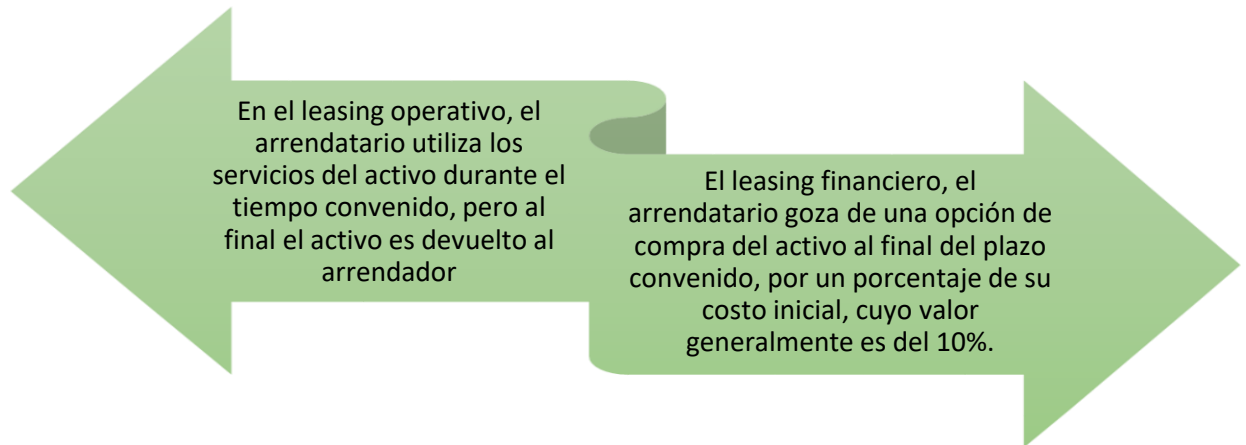 En el leasing operativo, el
arrendatario utiliza los
servicios del activo durante el
tiempo convenido, pero al
final el activo es devuelto al
arrendador
El leasing financiero, el
arrendatario goza de una opción de
compra del activo al final del plazo
convenido, por un porcentaje de su
costo inicial, cuyo valor
generalmente es del 10%.